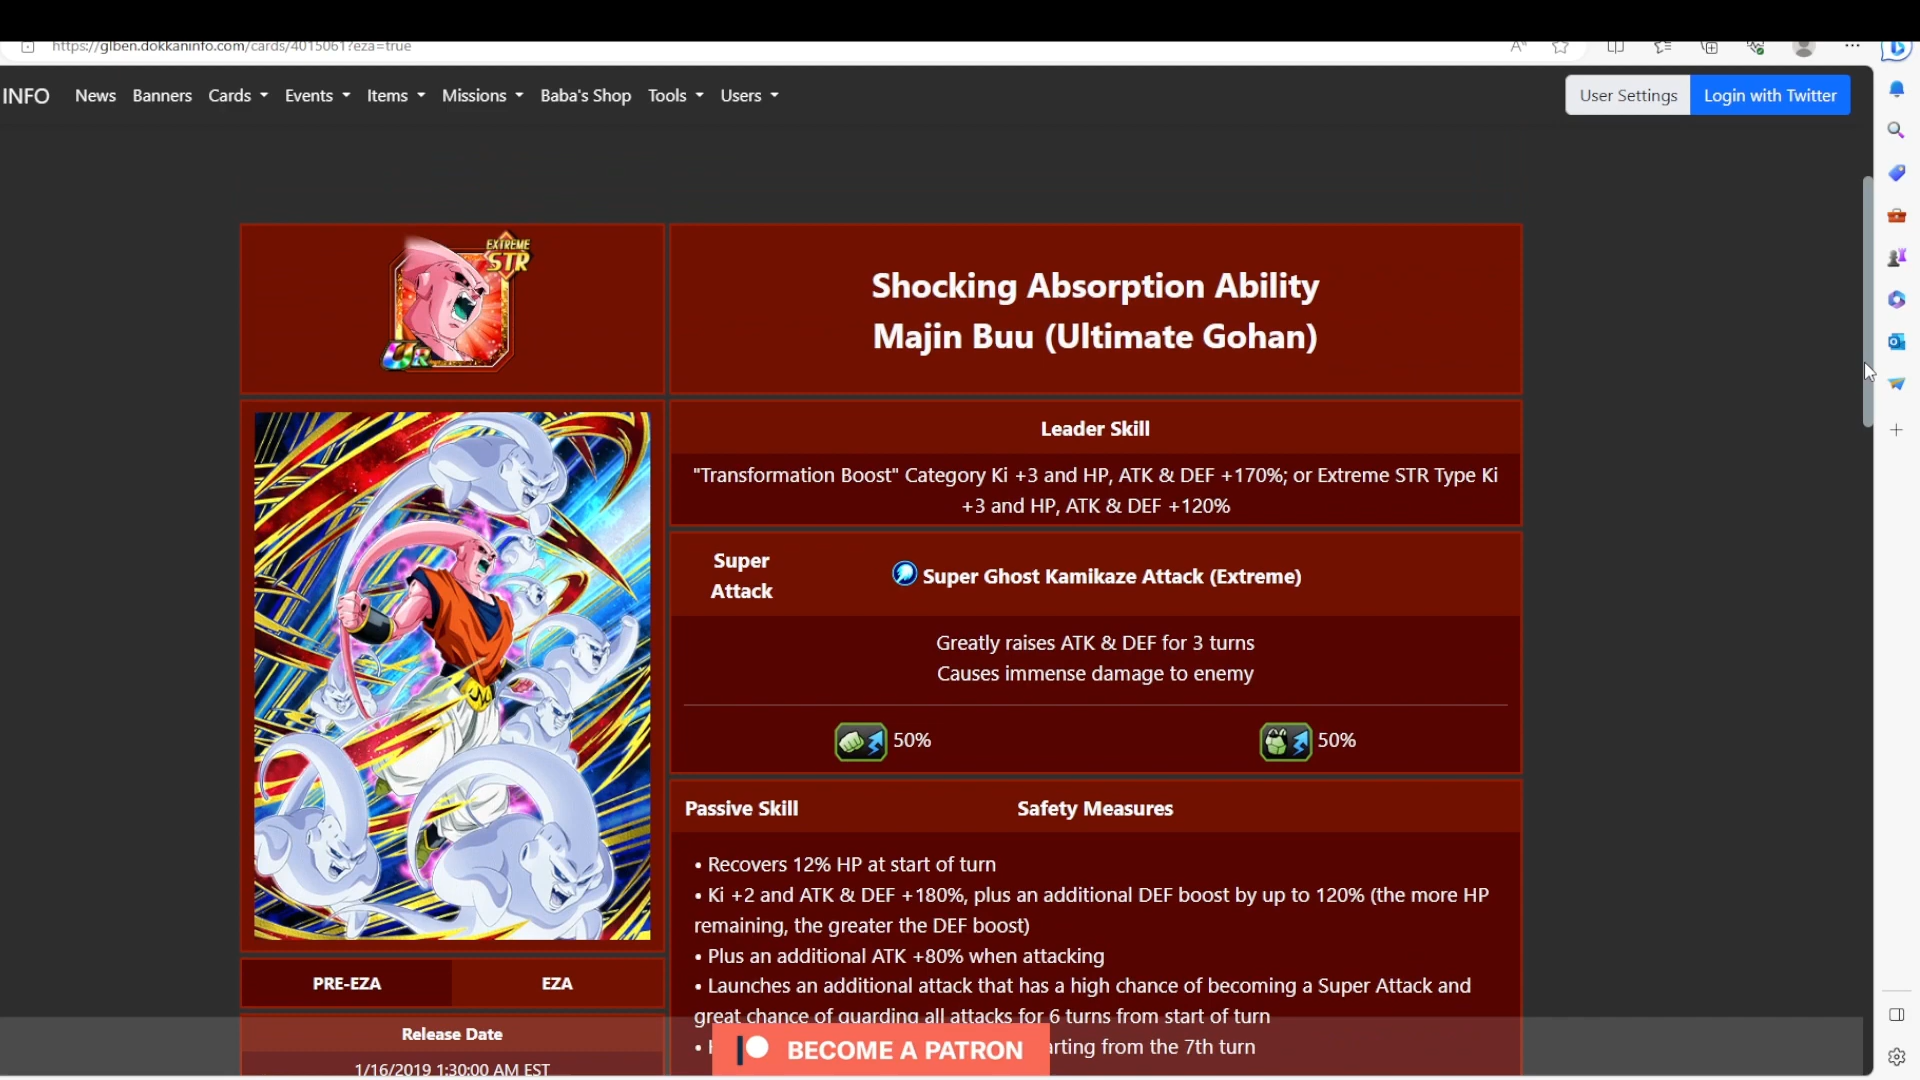 https://glben.dokkaninfo.com/cards/4015061?eza=true
INFO News Banners Cards Events Items Missions Baba's Shop Tools Users User Settings Login with Twitter
EXTREME
STR
UR
Shocking Absorption Ability
Majin Buu (Ultimate Gohan)
Leader Skill
"Transformation Boost" Category Ki +3 and HP, ATK & DEF +170%; or Extreme STR Type Ki
+3 and HP, ATK & DEF +120%
Super
Attack
Super Ghost Kamikaze Attack (Extreme)
Greatly raises ATK & DEF for 3 turns
Causes immense damage to enemy
50% 50%
Passive Skill Safety Measures
• Recovers 12% HP at start of turn
• Ki +2 and ATK & DEF +180%, plus an additional DEF boost by up to 120% (the more HP
remaining, the greater the DEF boost)
• Plus an additional ATK +80% when attacking
• Launches an additional attack that has a high chance of becoming a Super Attack and
great chance of guarding all attacks for 6 turns from start of turn
• arting from the 7th turn
PRE-EZA EZA
Release Date
1/16/2019 1:30:00 AM EST
BECOME A PATRON